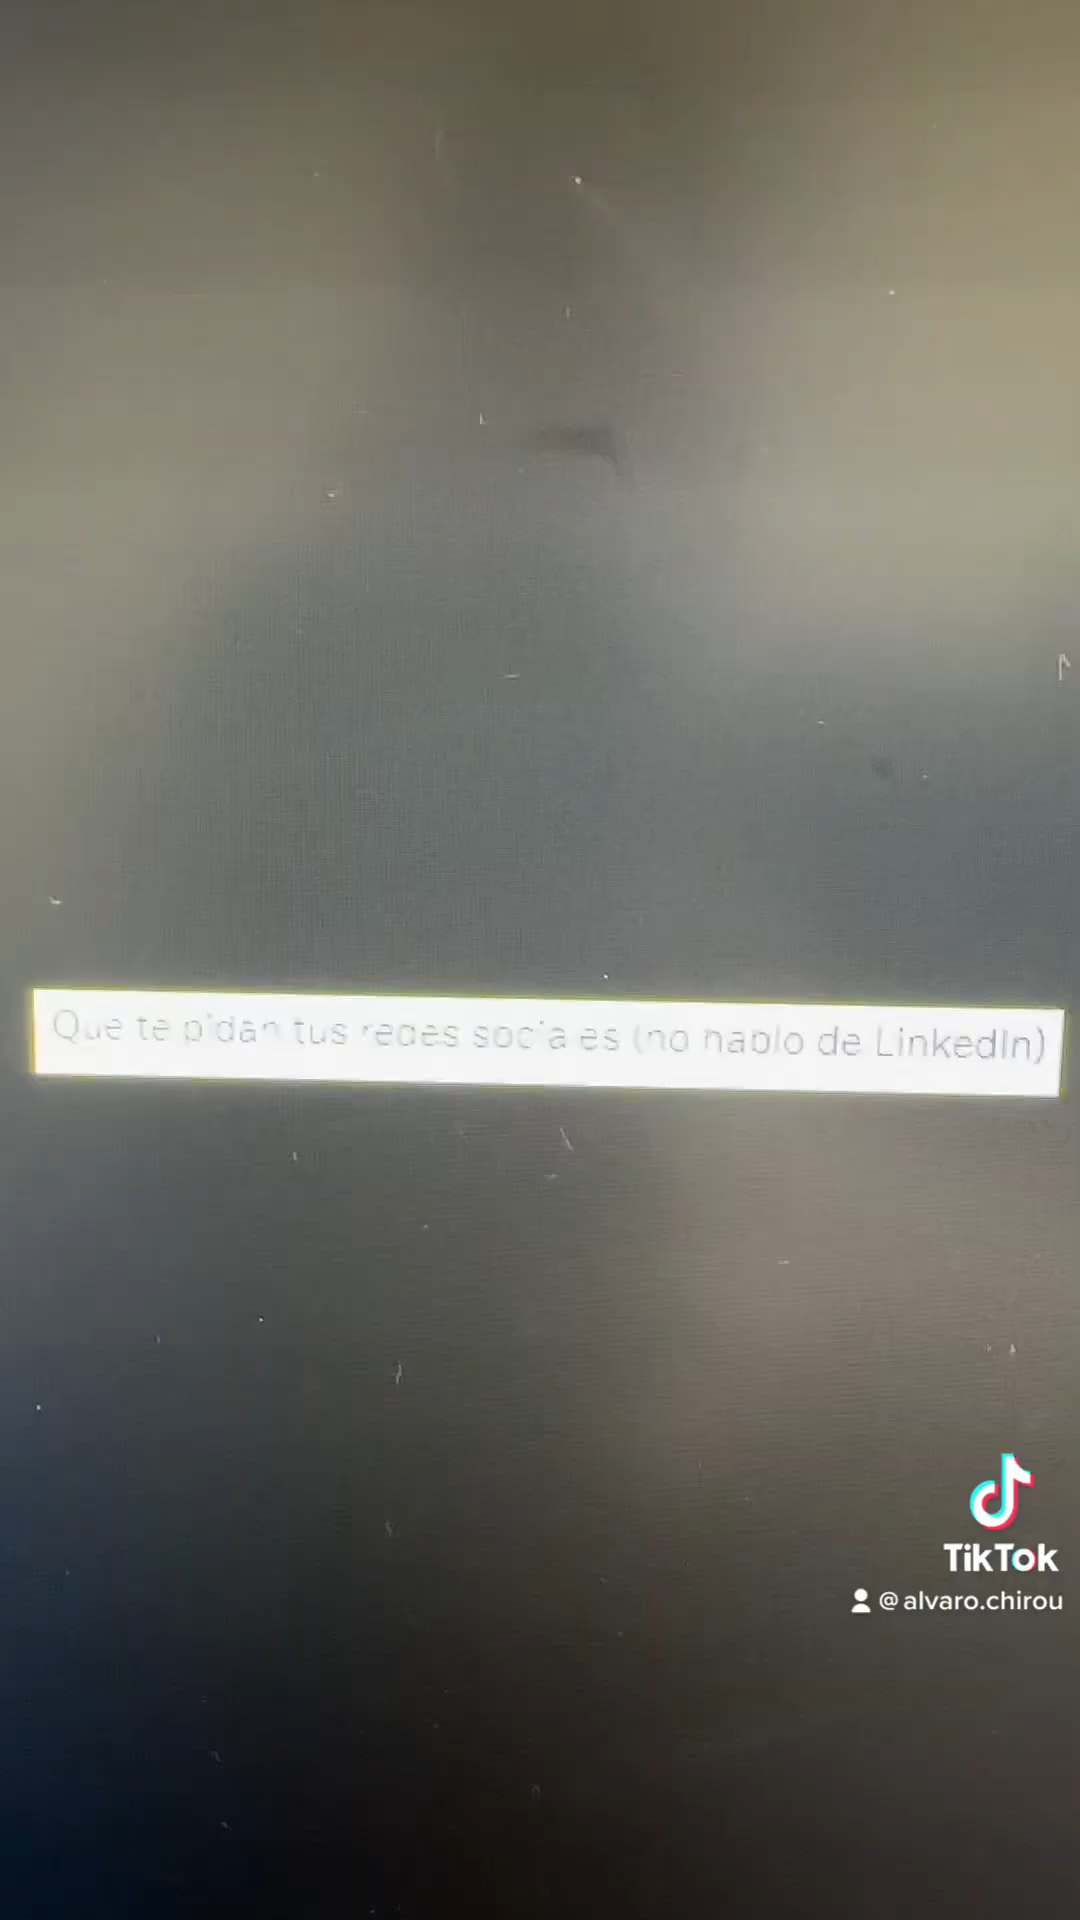 Que te pidan tus redes sociales (no hablo de LinkedIn)
TikTok
@alvaro.chirou